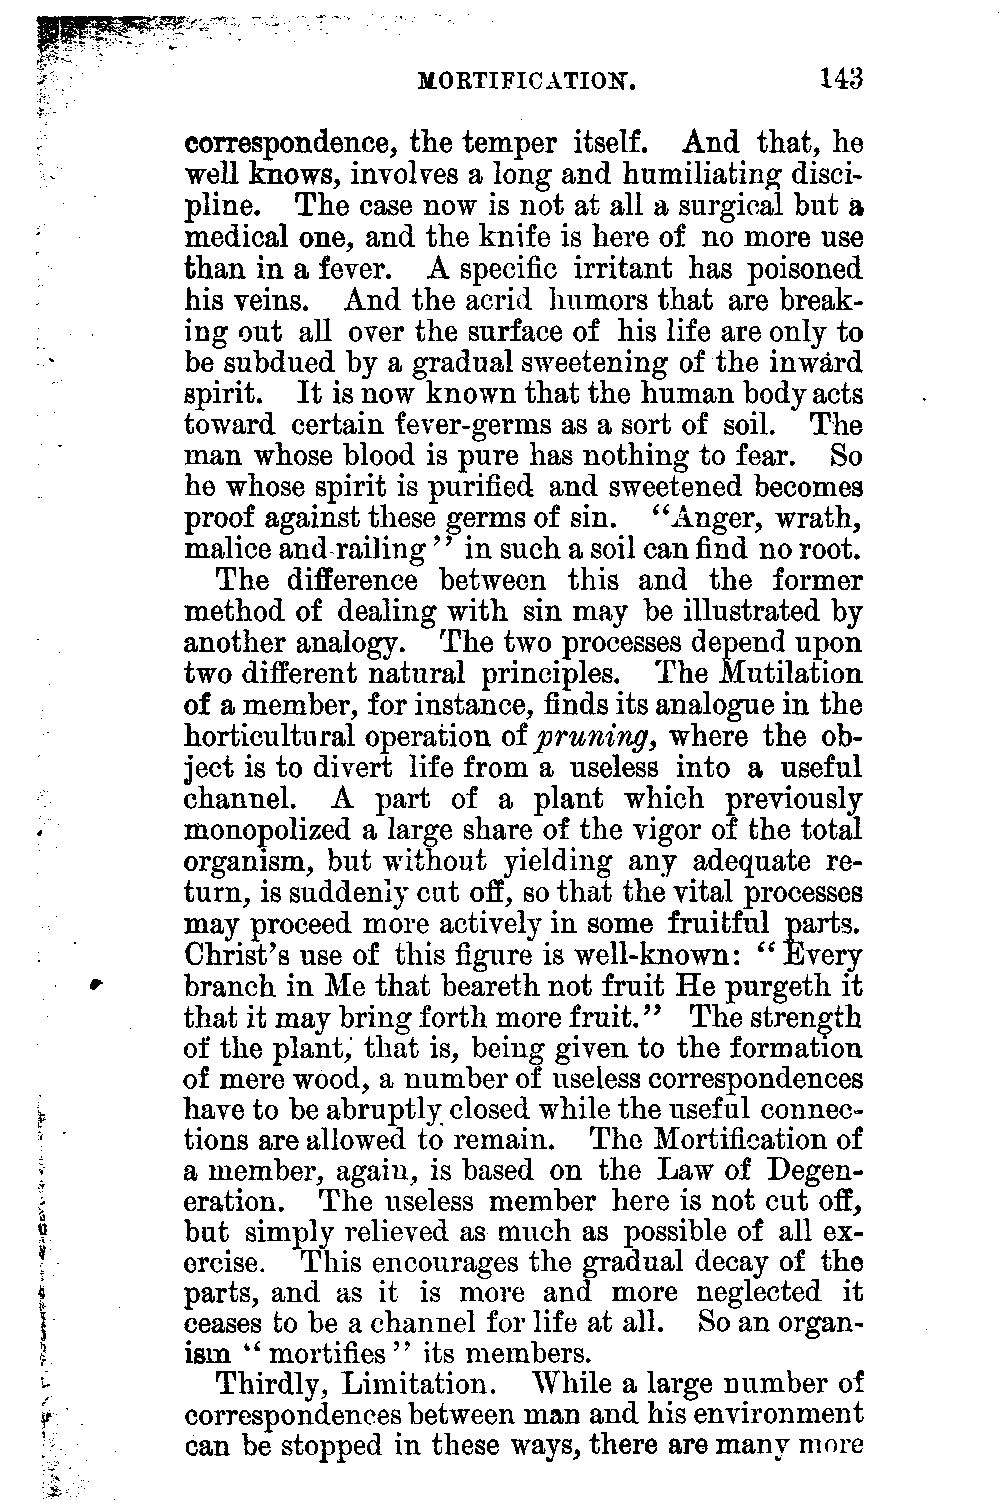 MORTIFICATION. 143
correspondence, the temper itself. And that, he
well knows, involves a long and humiliating disci-
pline. The case now is not at all a surgical but a
medical one, and the knife is here of no more use
than in a fever. A specific irritant has poisoned
his veins. And the acrid humors that are break-
ing out all over the surface of his life are only to
be subdued by a gradual sweetening of the inward
spirit. It is now known that the human body acts
toward certain fever-germs as a sort of soil. The
man whose blood is pure has nothing to fear. So
he whose spirit is purified and sweetened becomes
proof against these germs of sin. “Anger, wrath,
malice and railing” in such a soil can find no root.
The difference between this and the former
method of dealing with sin may be illustrated by
another analogy. The two processes depend upon
two different natural principles. The Mutilation
of a member, for instance, finds its analogue in the
horticultural operation of pruning, where the ob-
ject is to divert life from a useless into a useful
channel. A part of a plant which previously
monopolized a large share of the vigor of the total
organism, but without yielding any adequate re-
turn, is suddenly cut off, so that the vital processes
may proceed more actively in some fruitful parts.
Christ’s use of this figure is well-known: “Every
branch in Me that beareth not fruit He purgeth it
that it may bring forth more fruit.” The strength
of the plant, that is, being given to the formation
of mere wood, a number of useless correspondences
have to be abruptly closed while the useful connec-
tions are allowed to remain. The Mortification of
a member, again, is based on the Law of Degen-
eration. The useless member here is not cut off,
but simply relieved as much as possible of all ex-
ercise. This encourages the gradual decay of the
parts, and as it is more and more neglected it
ceases to be a channel for life at all. So an organ-
ism “mortifies” its members.
Thirdly, Limitation. While a large number of
correspondences between man and his environment
can be stopped in these ways, there are many more